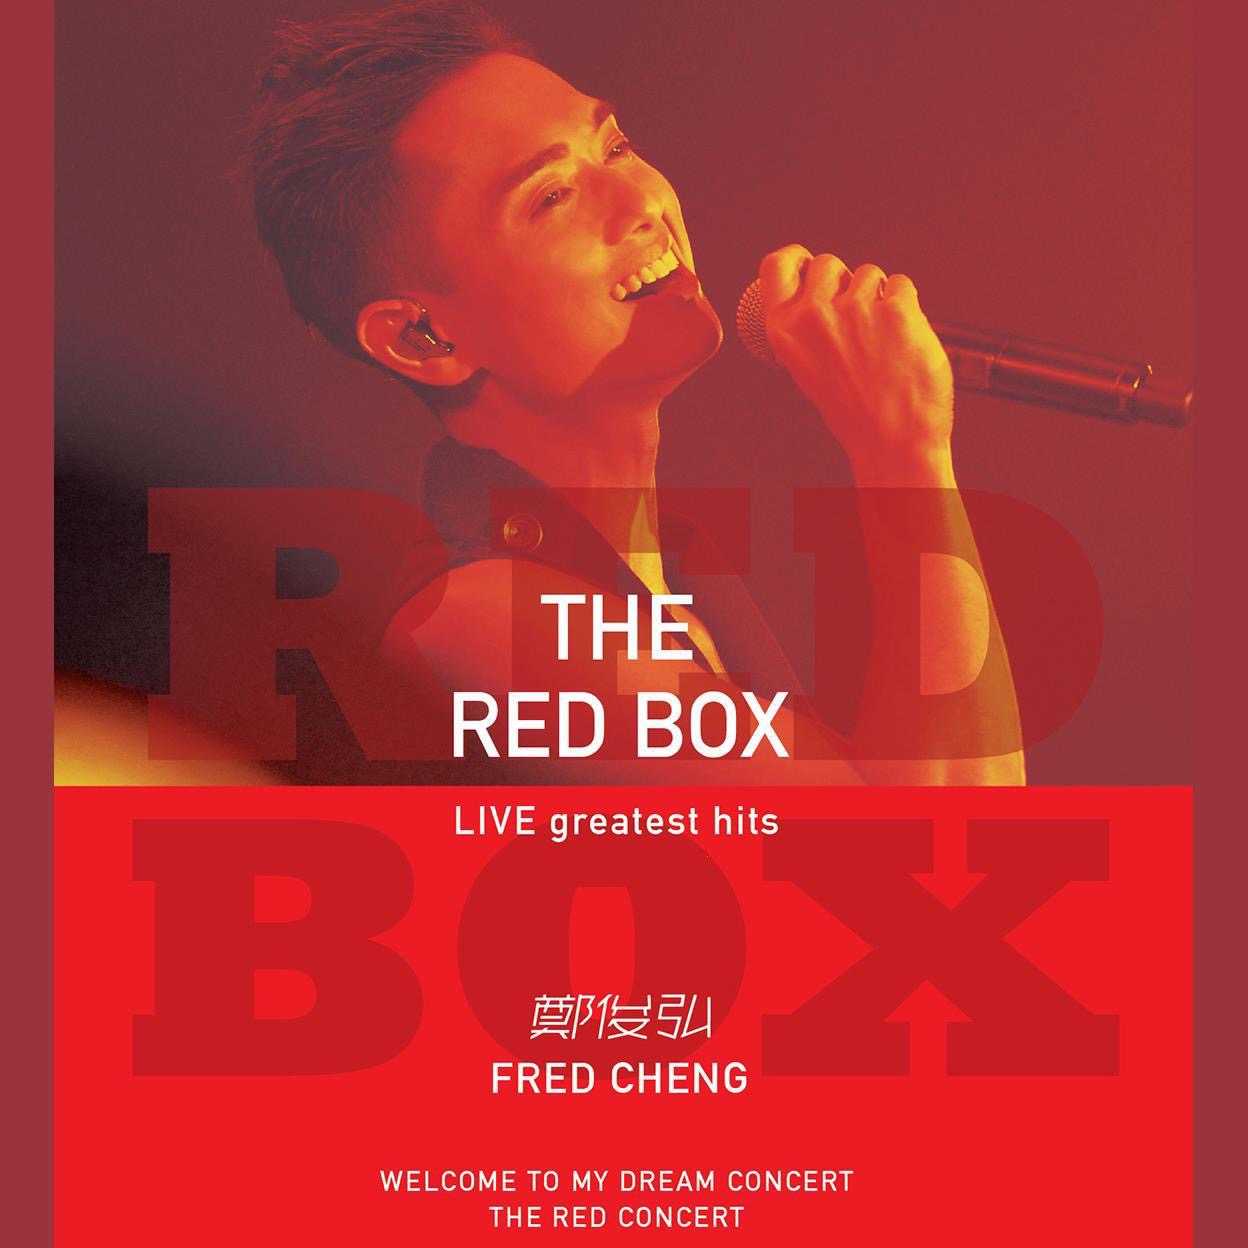 RED
THE
RED BOX
LIVE greatest hits
BOX
鄭俊弘
FRED CHENG
WELCOME TO MY DREAM CONCERT
THE RED CONCERT